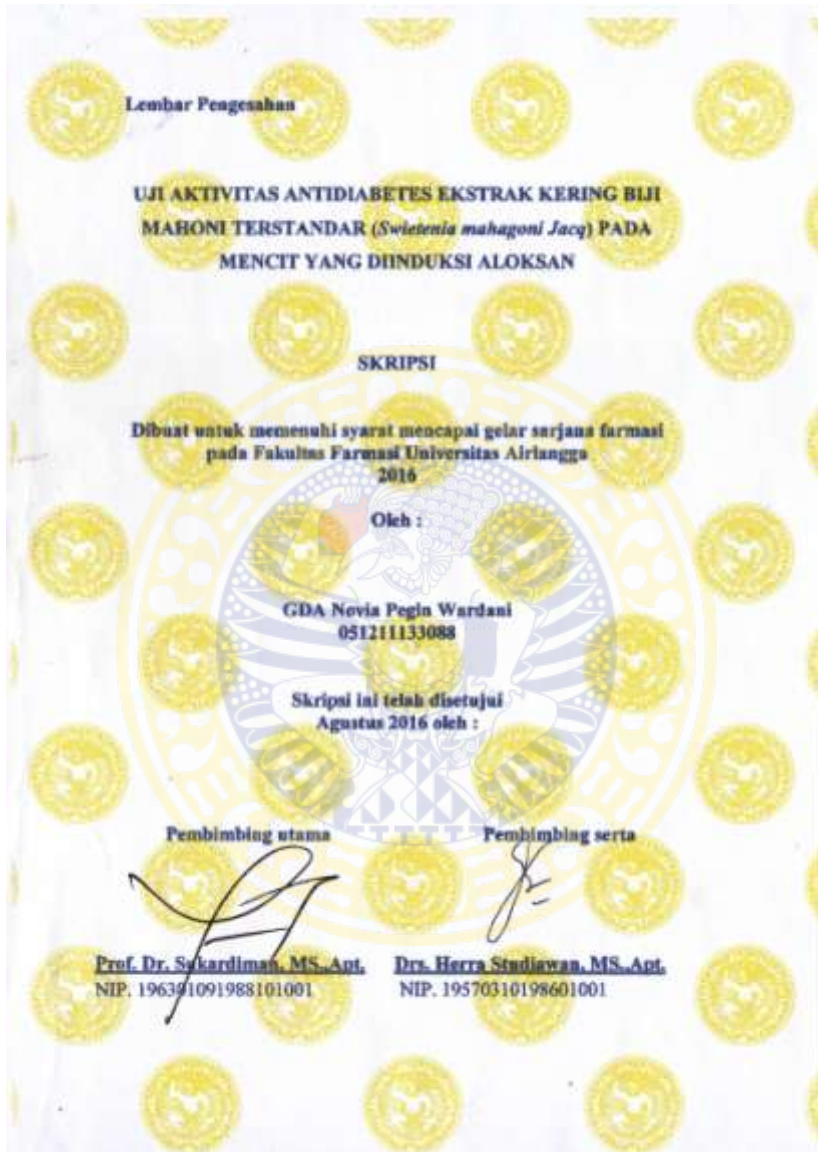 Lembar Pengesahan
UJI AKTIVITAS ANTIDIABETES EKSTRAK KERING BIJI
MAHONI TERSTANDAR (Swietenia mahagoni Jacq) PADA
MENCIT YANG DIINDUKSI ALOKSAN
SKRIPSI
Dibuat untuk memenuhi syarat mencapai gelar sarjana farmasi
pada Fakultas Farmasi Universitas Airlangga
2016
Oleh :
GDA Novia Pegin Wardani
051211133088
Skripsi ini telah disetujui
Agustus 2016 oleh :
Pembimbing utama Pembimbing serta
Prof. Dr. Sukardiman, MS.,Apt. Drs. Herra Studiawan, MS.,Apt.
NIP. 196301091988101001 NIP. 19570310198601001